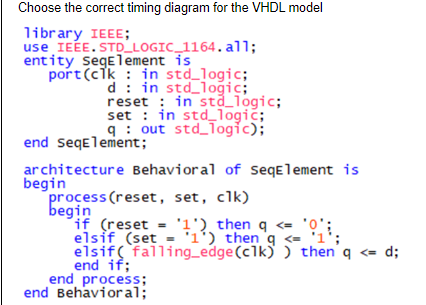 Choose the correct timing diagram for the VHDL model
library IEEE;
use IEEE.STD_LOGIC_1164.all;
entity SeqElement is
port(clk : in std_logic;
d : in std_logic;
reset : in std_logic;
set : in std_logic;
q : out std_logic);
end SeqElement;
architecture Behavioral of SeqElement is
begin
process(reset, set, clk)
begin
if (reset = '1') then q <= '0';
elsif (set = '1') then q <= '1';
elsif( falling_edge(clk) ) then q <= d;
end if;
end process;
end Behavioral;